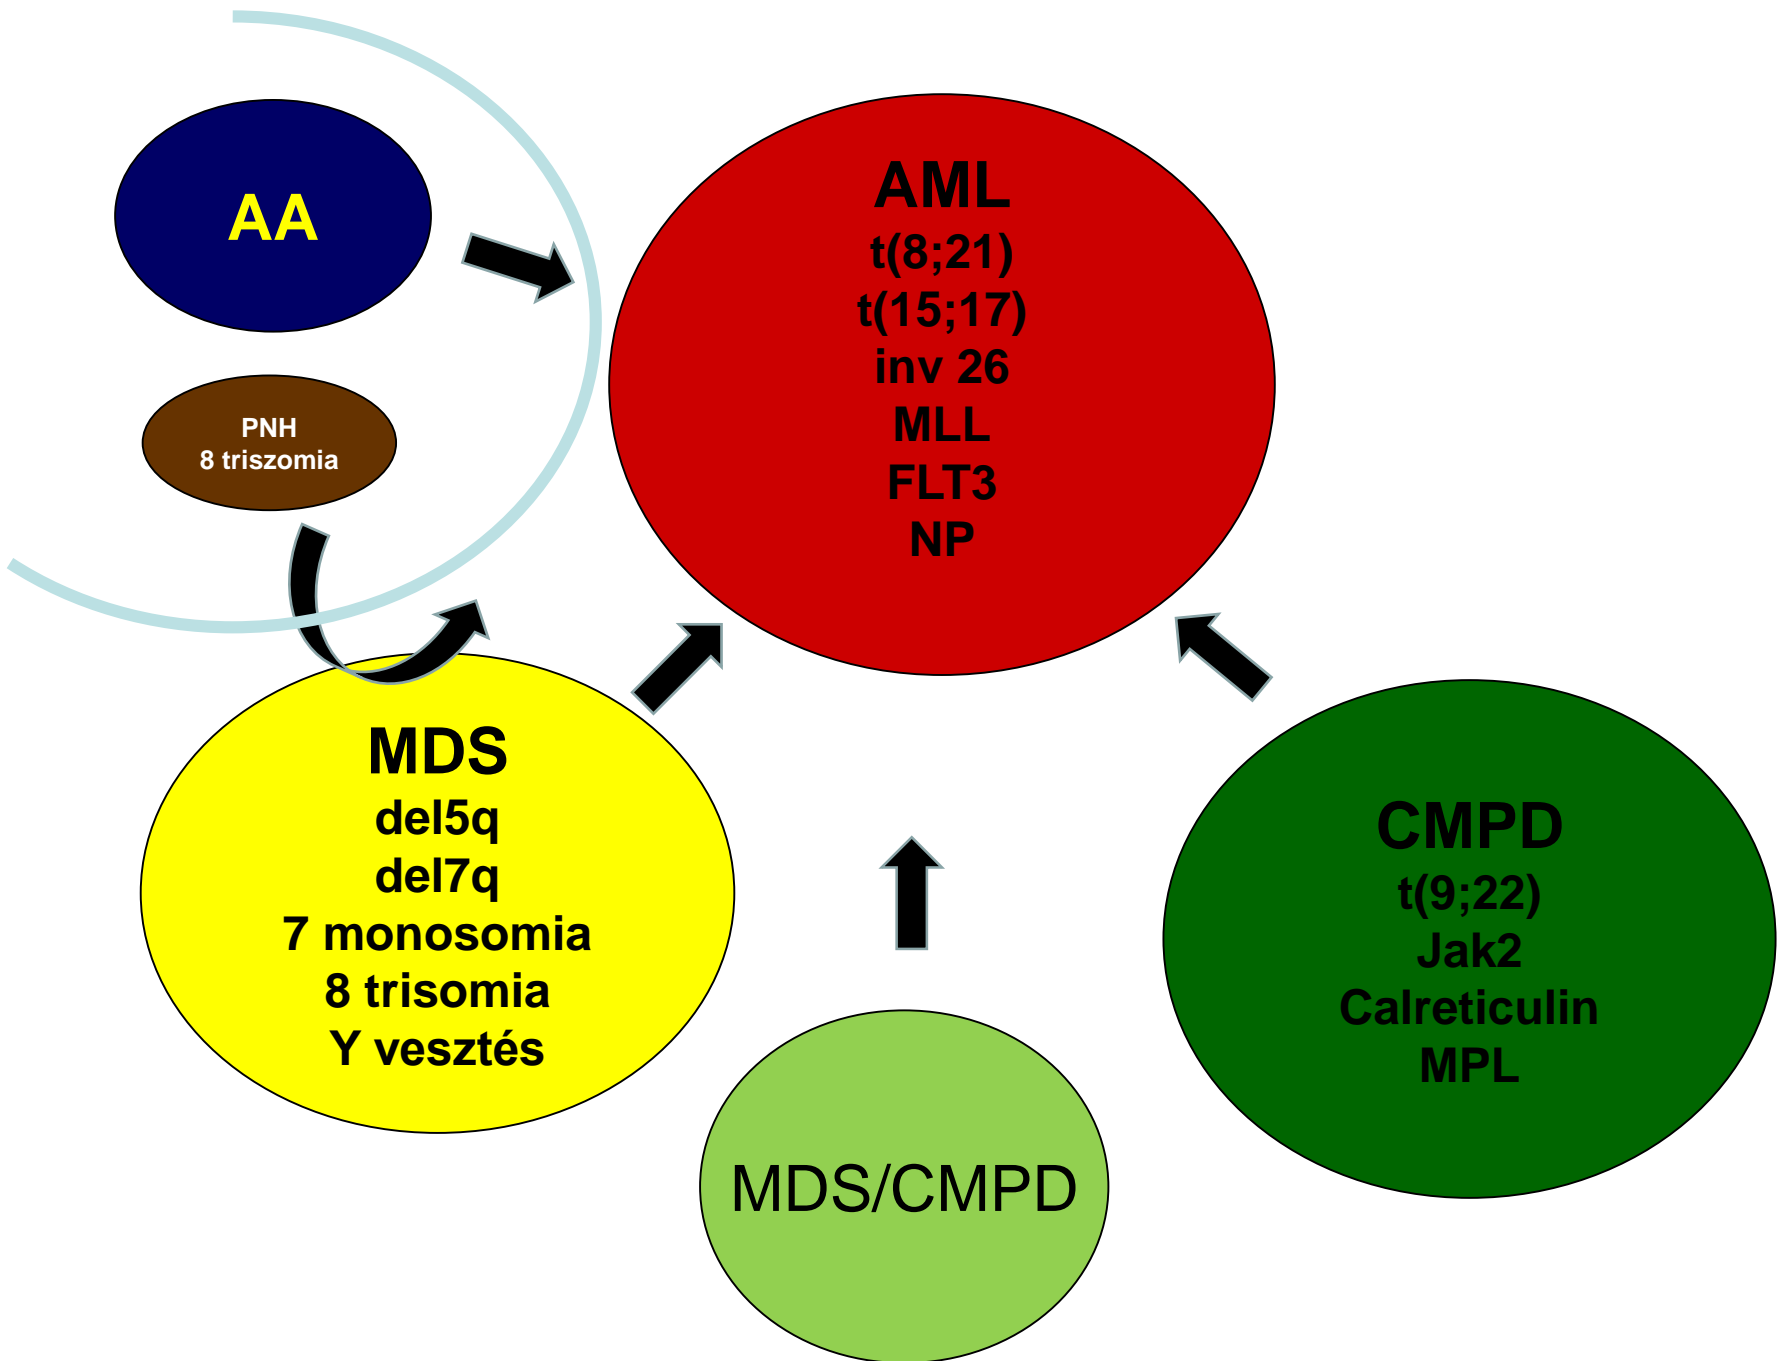 AA
PNH
8 triszomia
AML
t(8;21)
t(15;17)
inv 26
MLL
FLT3
NP
MDS
del5q
del7q
7 monosomia
8 trisomia
Y vesztés
MDS/CMPD
CMPD
t(9;22)
Jak2
Calreticulin
MPL